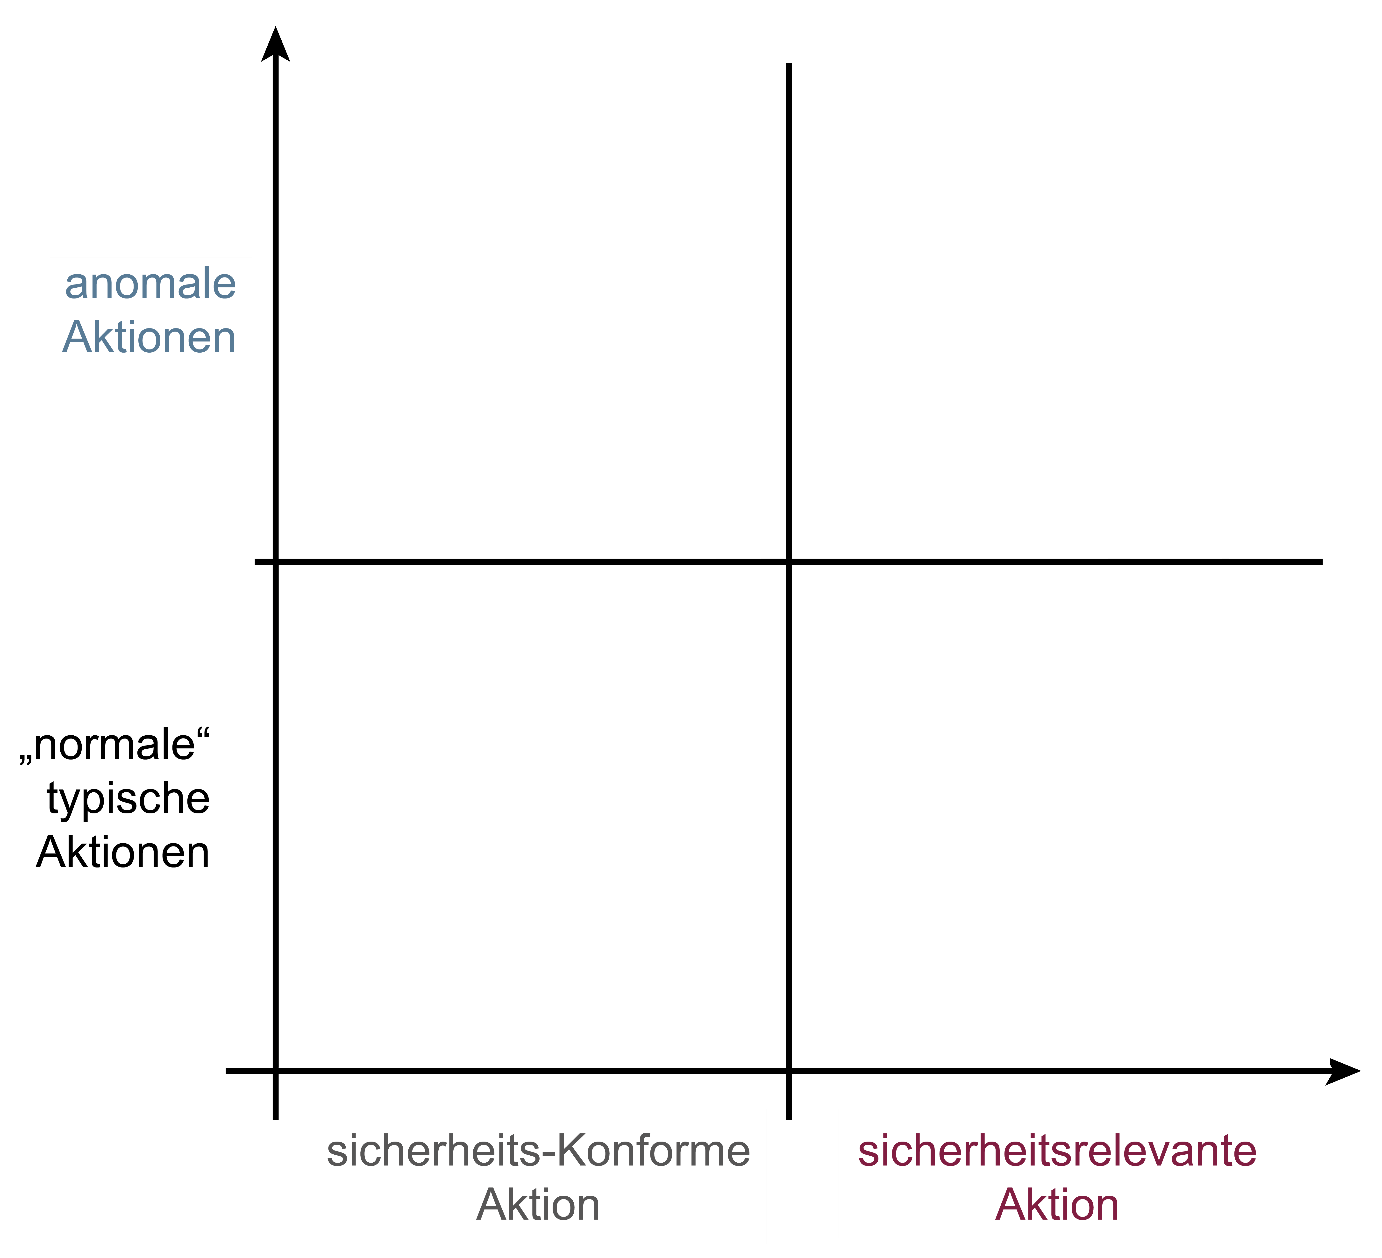 anomale
Aktionen
„normale“
typische
Aktionen
sicherheits-Konforme
Aktion
sicherheitsrelevante
Aktion